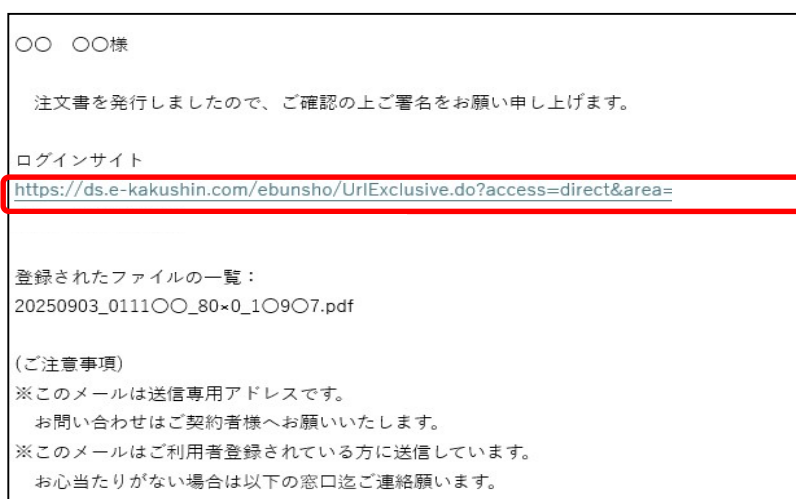 〇〇　〇〇様
注文書を発行しましたので、ご確認の上ご署名をお願い申し上げます。
ログインサイト
https://ds.e-kakushin.com/ebunsho/UrlExclusive.do?access=direct&area=
登録されたファイルの一覧：
20250903_0111〇〇_80×0_1〇9〇7.pdf
(ご注意事項)
※このメールは送信専用アドレスです。
お問い合わせはご契約者様へお願いいたします。
※このメールはご利用者登録されている方に送信しています。
お心当たりがない場合は以下の窓口迄ご連絡願います。